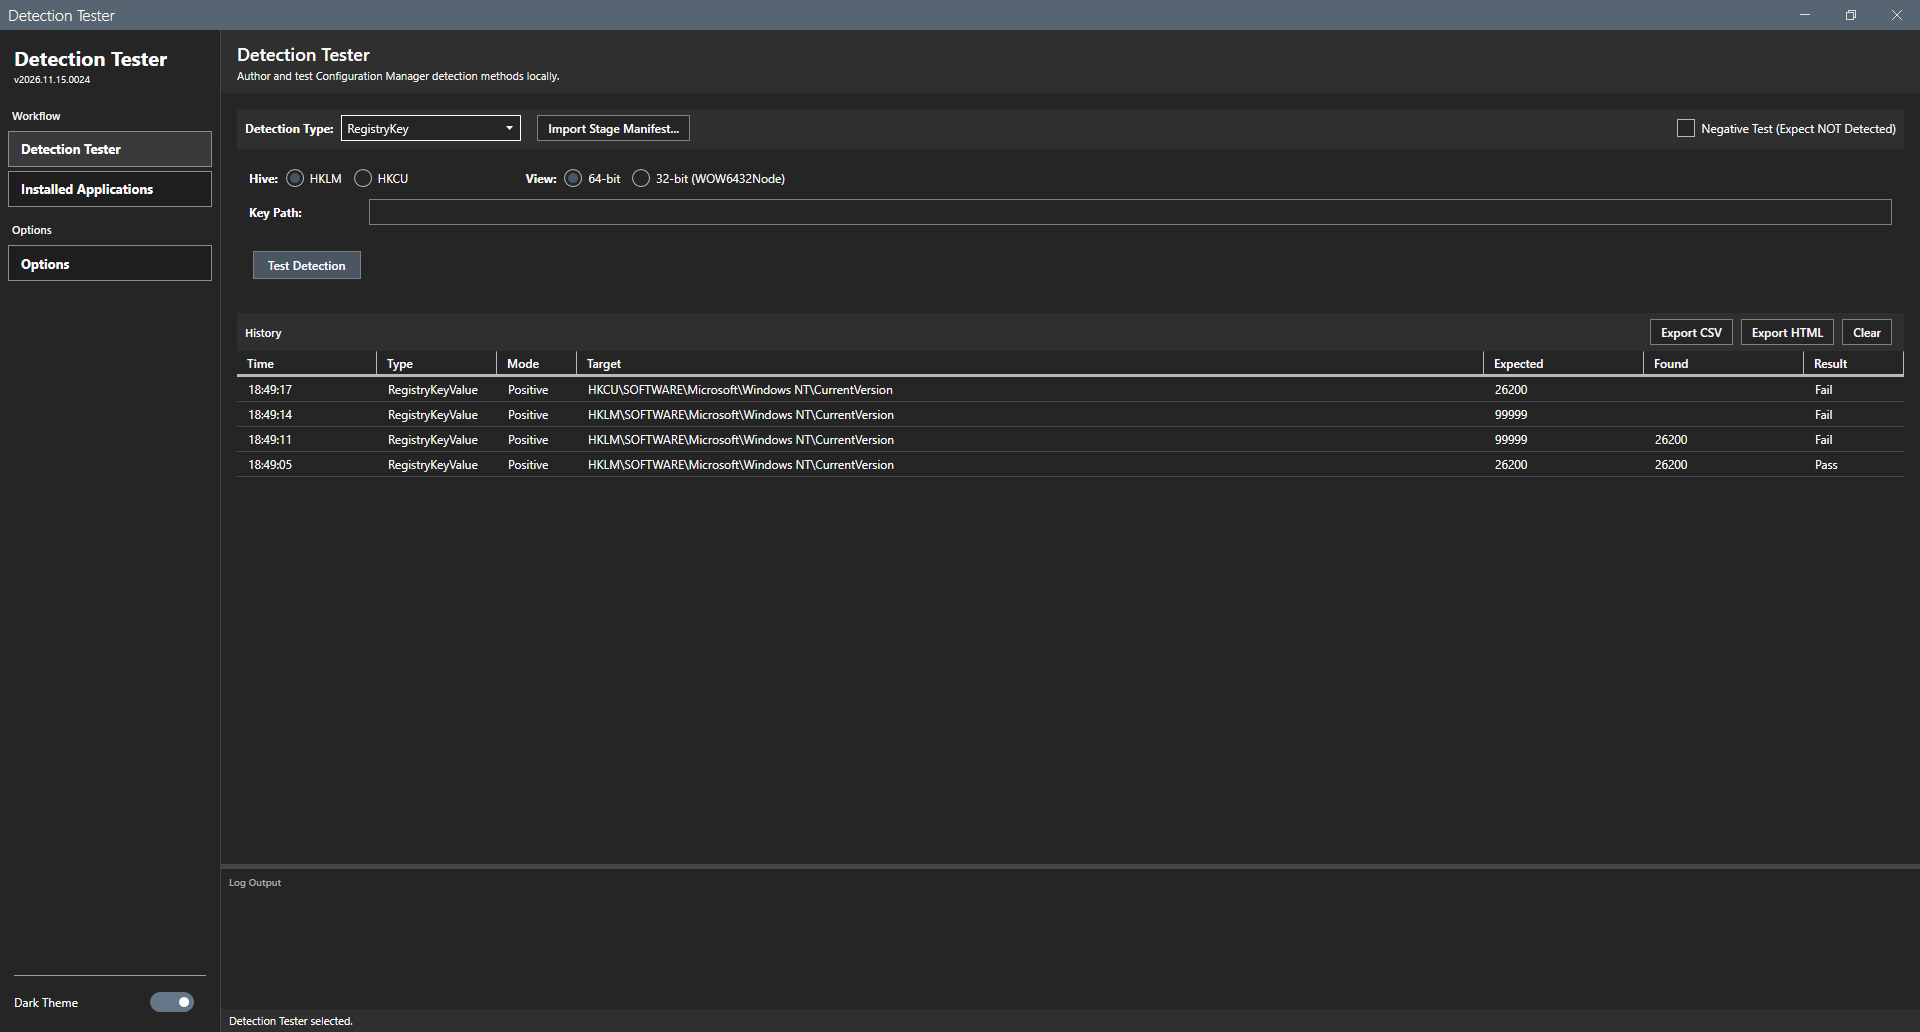 Detection Tester
Detection Tester
v2026.11.15.0024
Workflow
Detection Tester
Installed Applications
Options
Options
Dark Theme
Detection Tester
Author and test Configuration Manager detection methods locally.
Detection Type: RegistryKey Import Stage Manifest... Negative Test (Expect NOT Detected)
Hive: HKLM HKCU View: 64-bit 32-bit (WOW6432Node)
Key Path:
Test Detection
History Export CSV Export HTML Clear
Time Type Mode Target Expected Found Result
18:49:17 RegistryKeyValue Positive HKCU\SOFTWARE\Microsoft\Windows NT\CurrentVersion 26200 Fail
18:49:14 RegistryKeyValue Positive HKLM\SOFTWARE\Microsoft\Windows NT\CurrentVersion 99999 Fail
18:49:11 RegistryKeyValue Positive HKLM\SOFTWARE\Microsoft\Windows NT\CurrentVersion 99999 26200 Fail
18:49:05 RegistryKeyValue Positive HKLM\SOFTWARE\Microsoft\Windows NT\CurrentVersion 26200 26200 Pass
Log Output
Detection Tester selected.